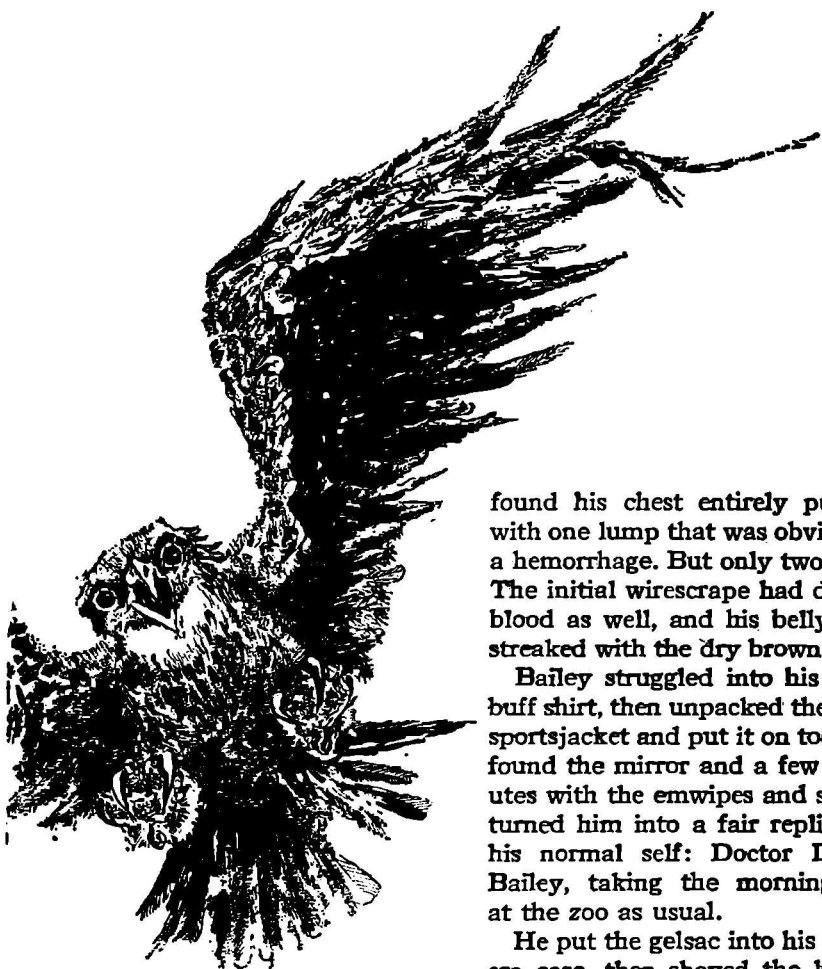 found his chest entirely pu
with one lump that was obvi
a hemorrhage. But only two
The initial wirescrape had d
blood as well, and his belly
streaked with the dry brown
Bailey struggled into his
buff shirt, then unpacked the
sportsjacket and put it on to
found the mirror and a few
utes with the emwipes and s
turned him into a fair repli
his normal self: Doctor D
Bailey, taking the morning
at the zoo as usual.
He put the gelsac into his
case, then shoved the